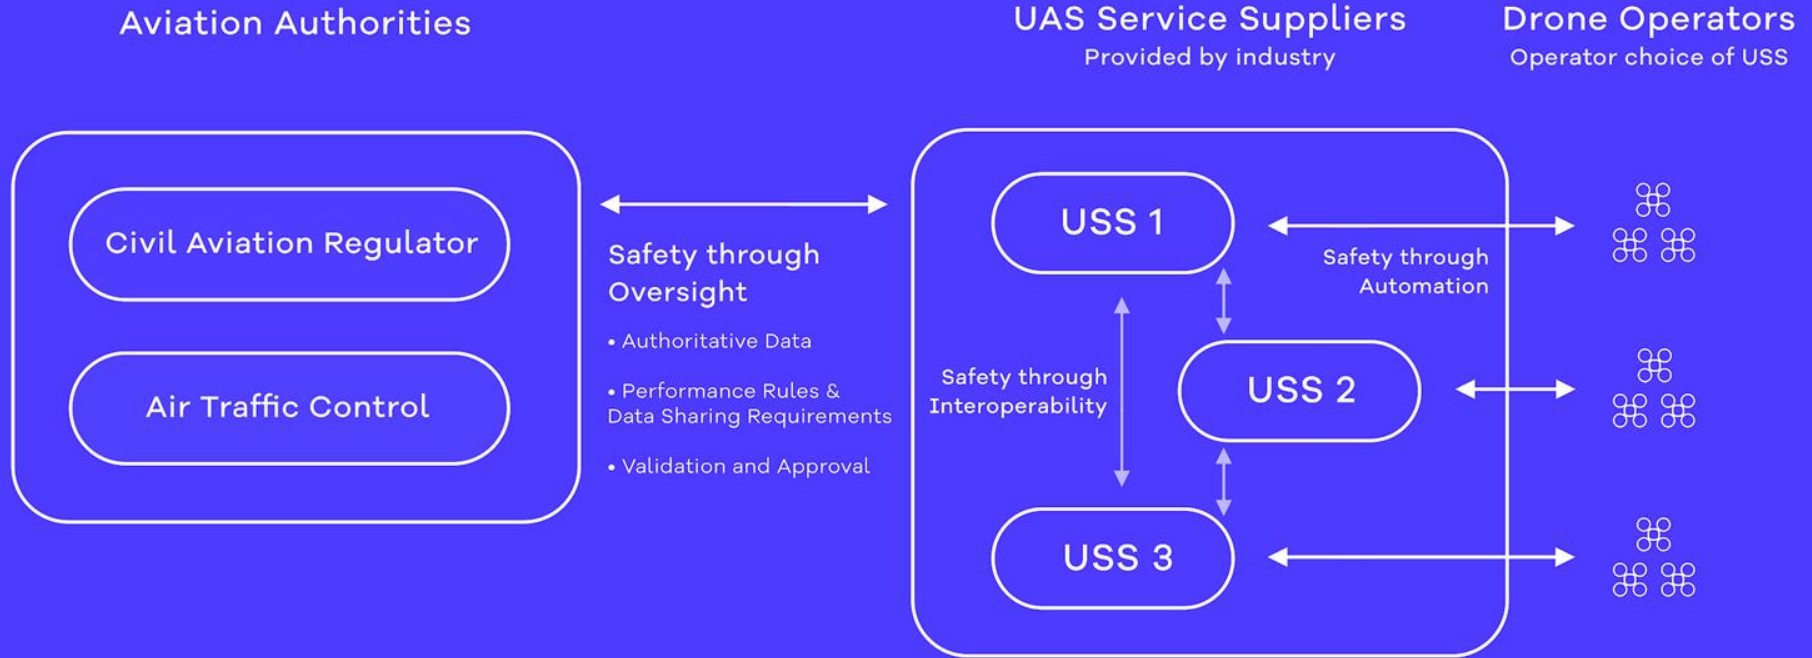 Aviation Authorities
UAS Service Suppliers
Provided by industry
Drone Operators
Operator choice of USS
Civil Aviation Regulator
Air Traffic Control
Safety through
Oversight
• Authoritative Data
• Performance Rules &
Data Sharing Requirements
• Validation and Approval
USS 1
Safety through
Automation
Safety through
Interoperability
USS 2
USS 3